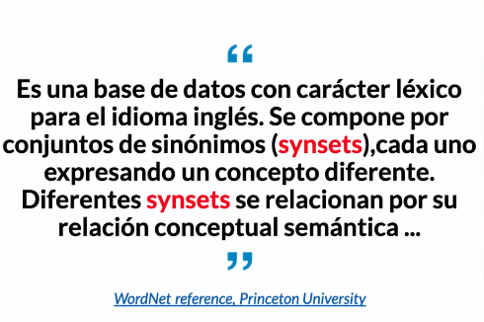 “
Es una base de datos con carácter léxico
para el idioma inglés. Se compone por
conjuntos de sinónimos (synsets),cada uno
expresando un concepto diferente.
Diferentes synsets se relacionan por su
relación conceptual semántica ...
”
WordNet reference, Princeton University